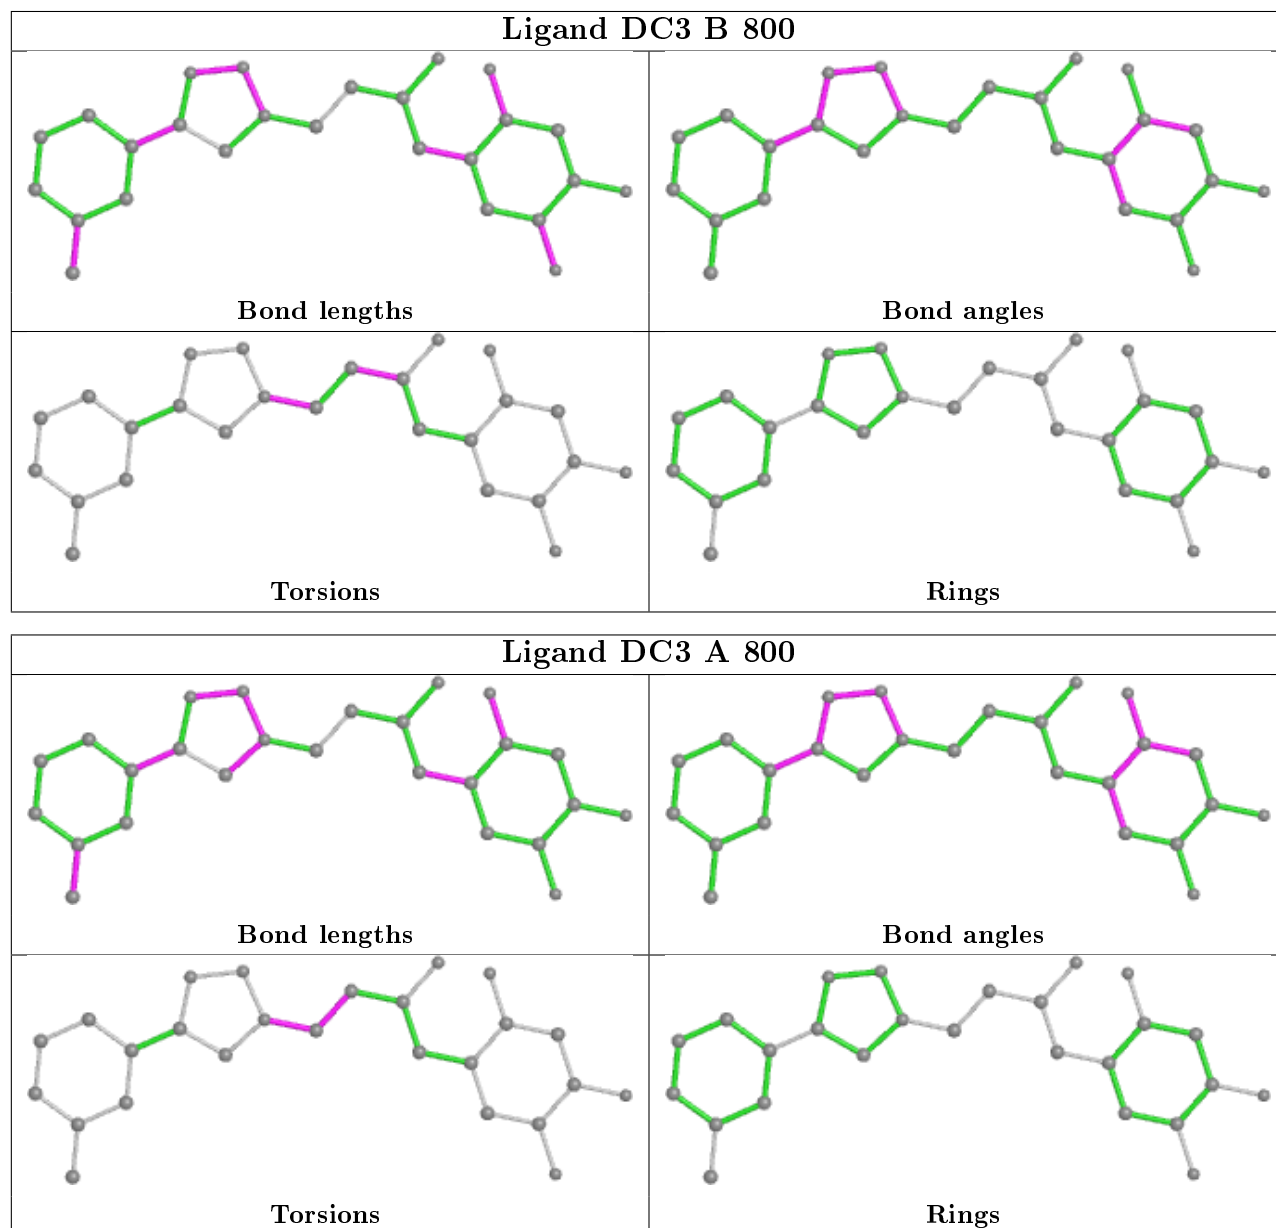 Ligand DC3 B 800
Bond lengths
Bond angles
Torsions
Rings
Ligand DC3 A 800
Bond lengths
Bond angles
Torsions
Rings